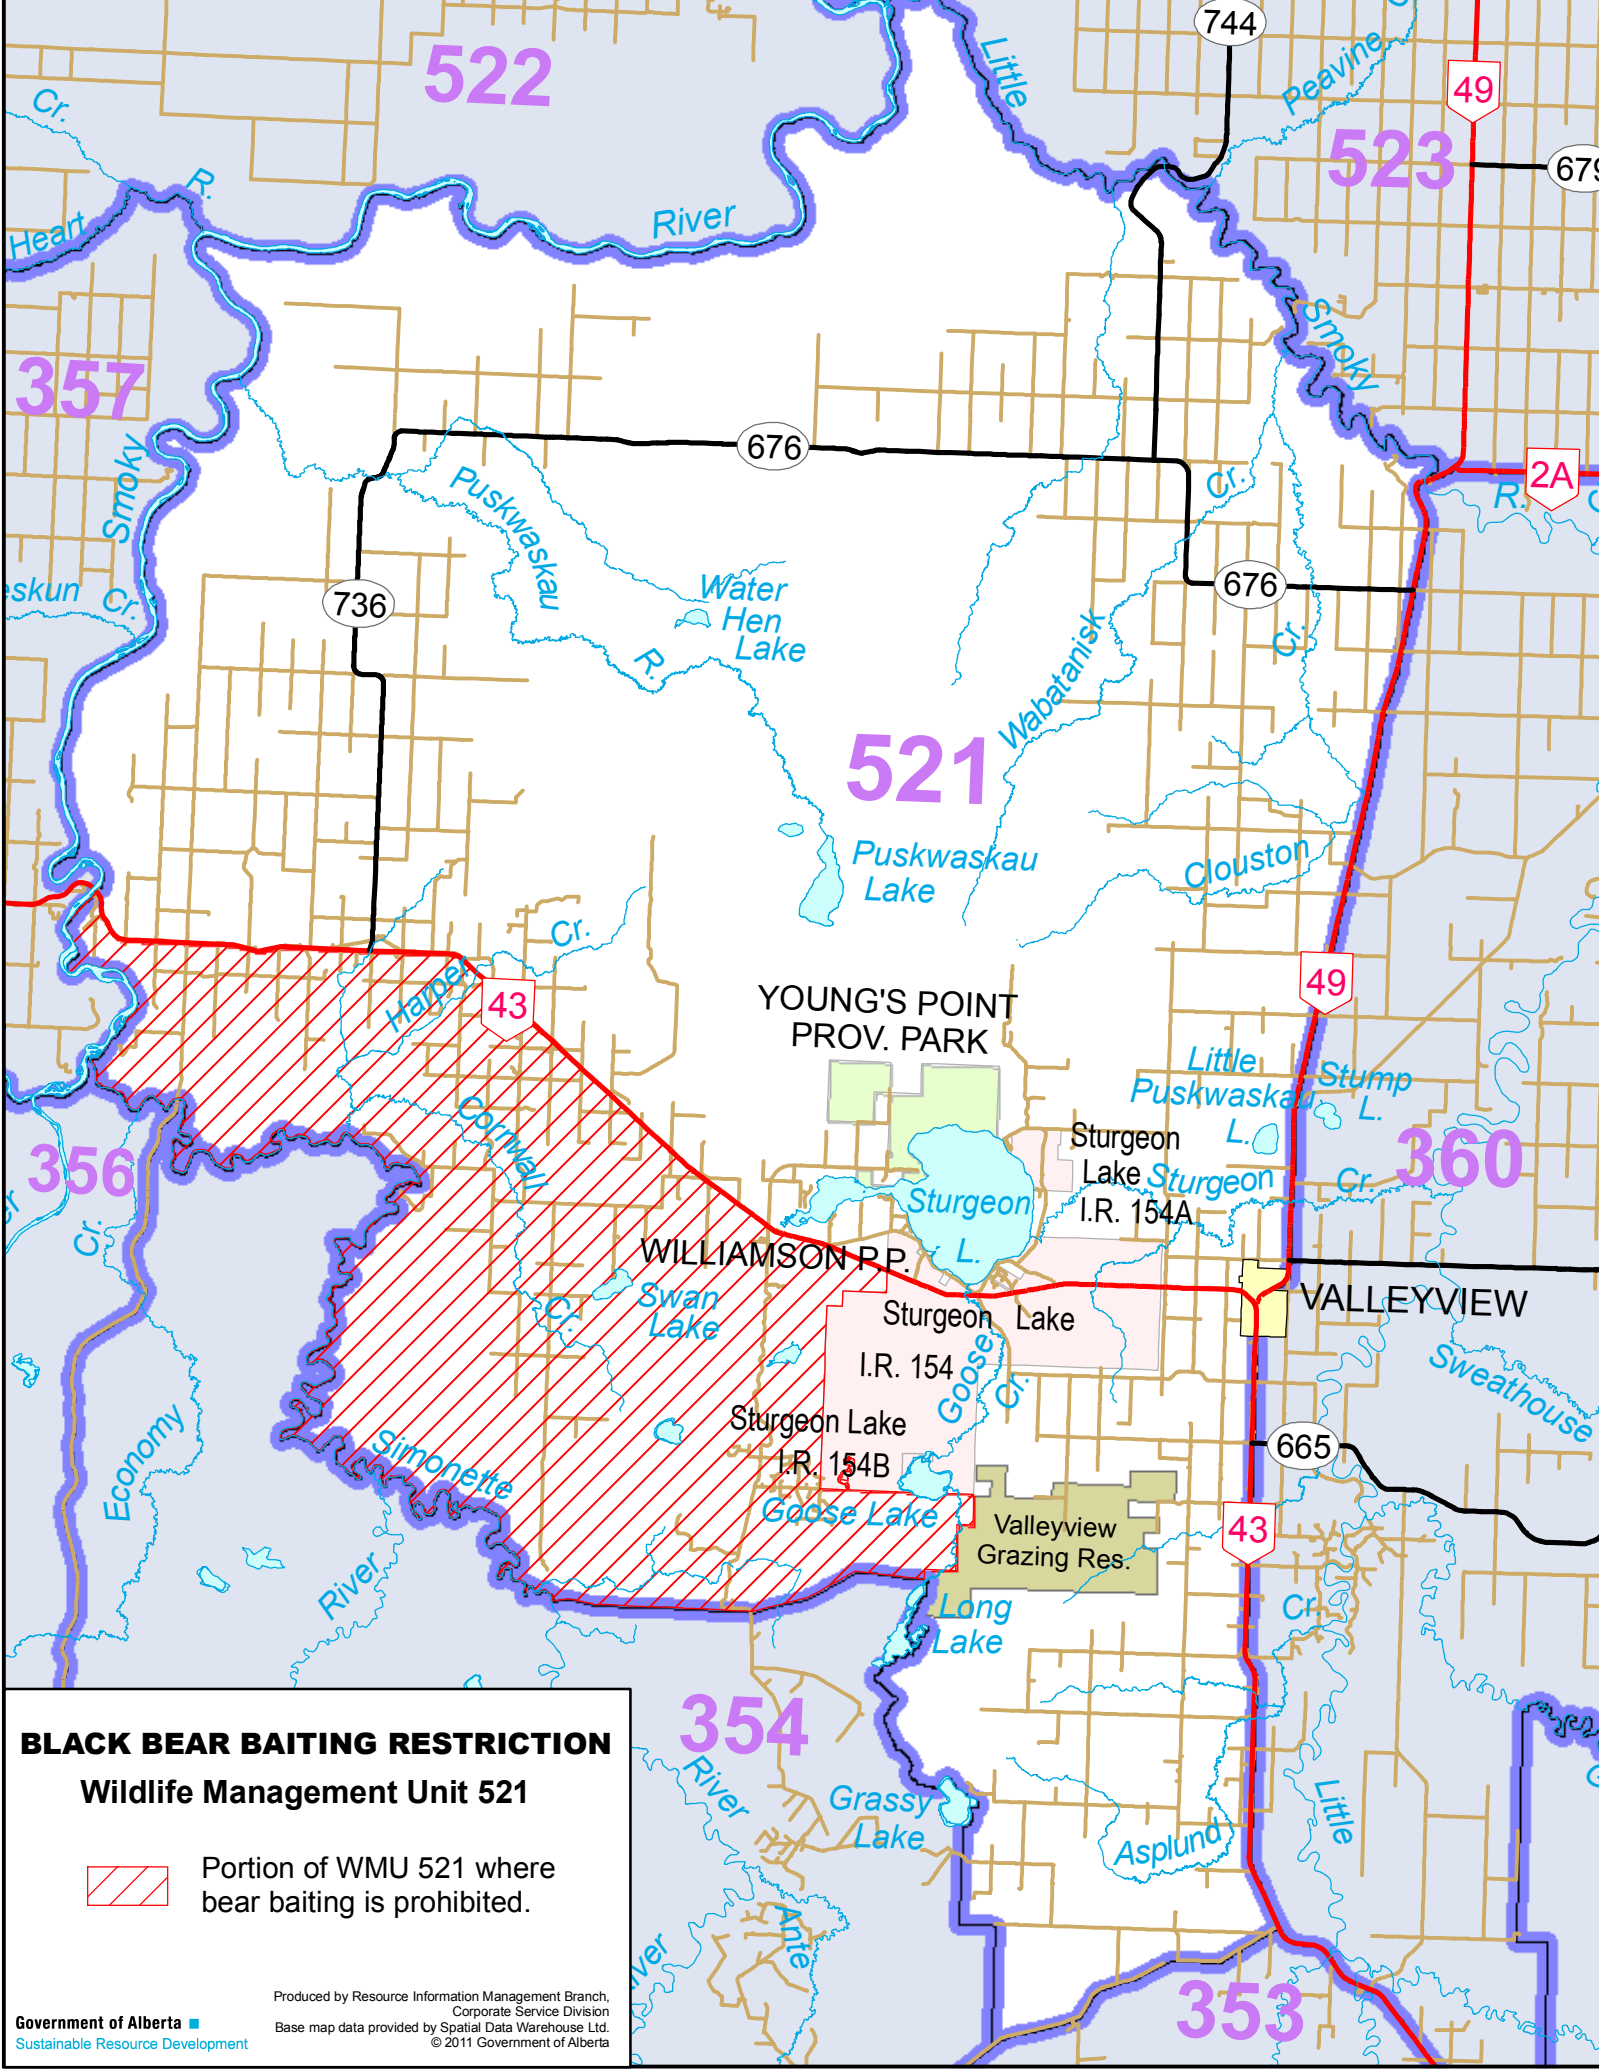 744
522
Little
Peavine
49
Cr.
523
679
R.
River
Heart
Smoky
357
676
2A
Smoky
Puskwaskau
Cr.
R.
Water
Hen
Lake
676
736
Cr.
eskun
Cr.
R.
Wabatanisk
521
Puskwaskau
Lake
Clouston
Cr.
Harper
43
YOUNG'S POINT
PROV. PARK
49
Little
Puskwaskau
L.
Stump
L.
Cornwall
Sturgeon
Lake
I.R. 154A
Sturgeon
Cr.
360
356
Cr.
Sturgeon
L.
WILLIAMSON P.P.
Swan
Lake
Cr.
Sturgeon Lake
I.R. 154
VALLEYVIEW
Goose
Cr.
Sweathouse
Sturgeon Lake
I.R. 154B
665
Economy
Simonette
Goose Lake
Valleyview
Grazing Res.
43
River
Long
Lake
Cr.
354
River
Grassy
Lake
Asplund
Little
Ante
353
BLACK BEAR BAITING RESTRICTION
Wildlife Management Unit 521
Portion of WMU 521 where
bear baiting is prohibited.
Produced by Resource Information Management Branch,
Corporate Service Division
Base map data provided by Spatial Data Warehouse Ltd.
© 2011 Government of Alberta
Government of Alberta
Sustainable Resource Development